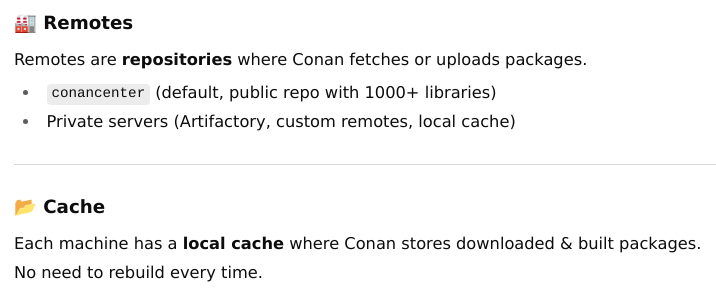 🏭 Remotes
Remotes are repositories where Conan fetches or uploads packages.
• conancenter (default, public repo with 1000+ libraries)
• Private servers (Artifactory, custom remotes, local cache)
📂 Cache
Each machine has a local cache where Conan stores downloaded & built packages.
No need to rebuild every time.